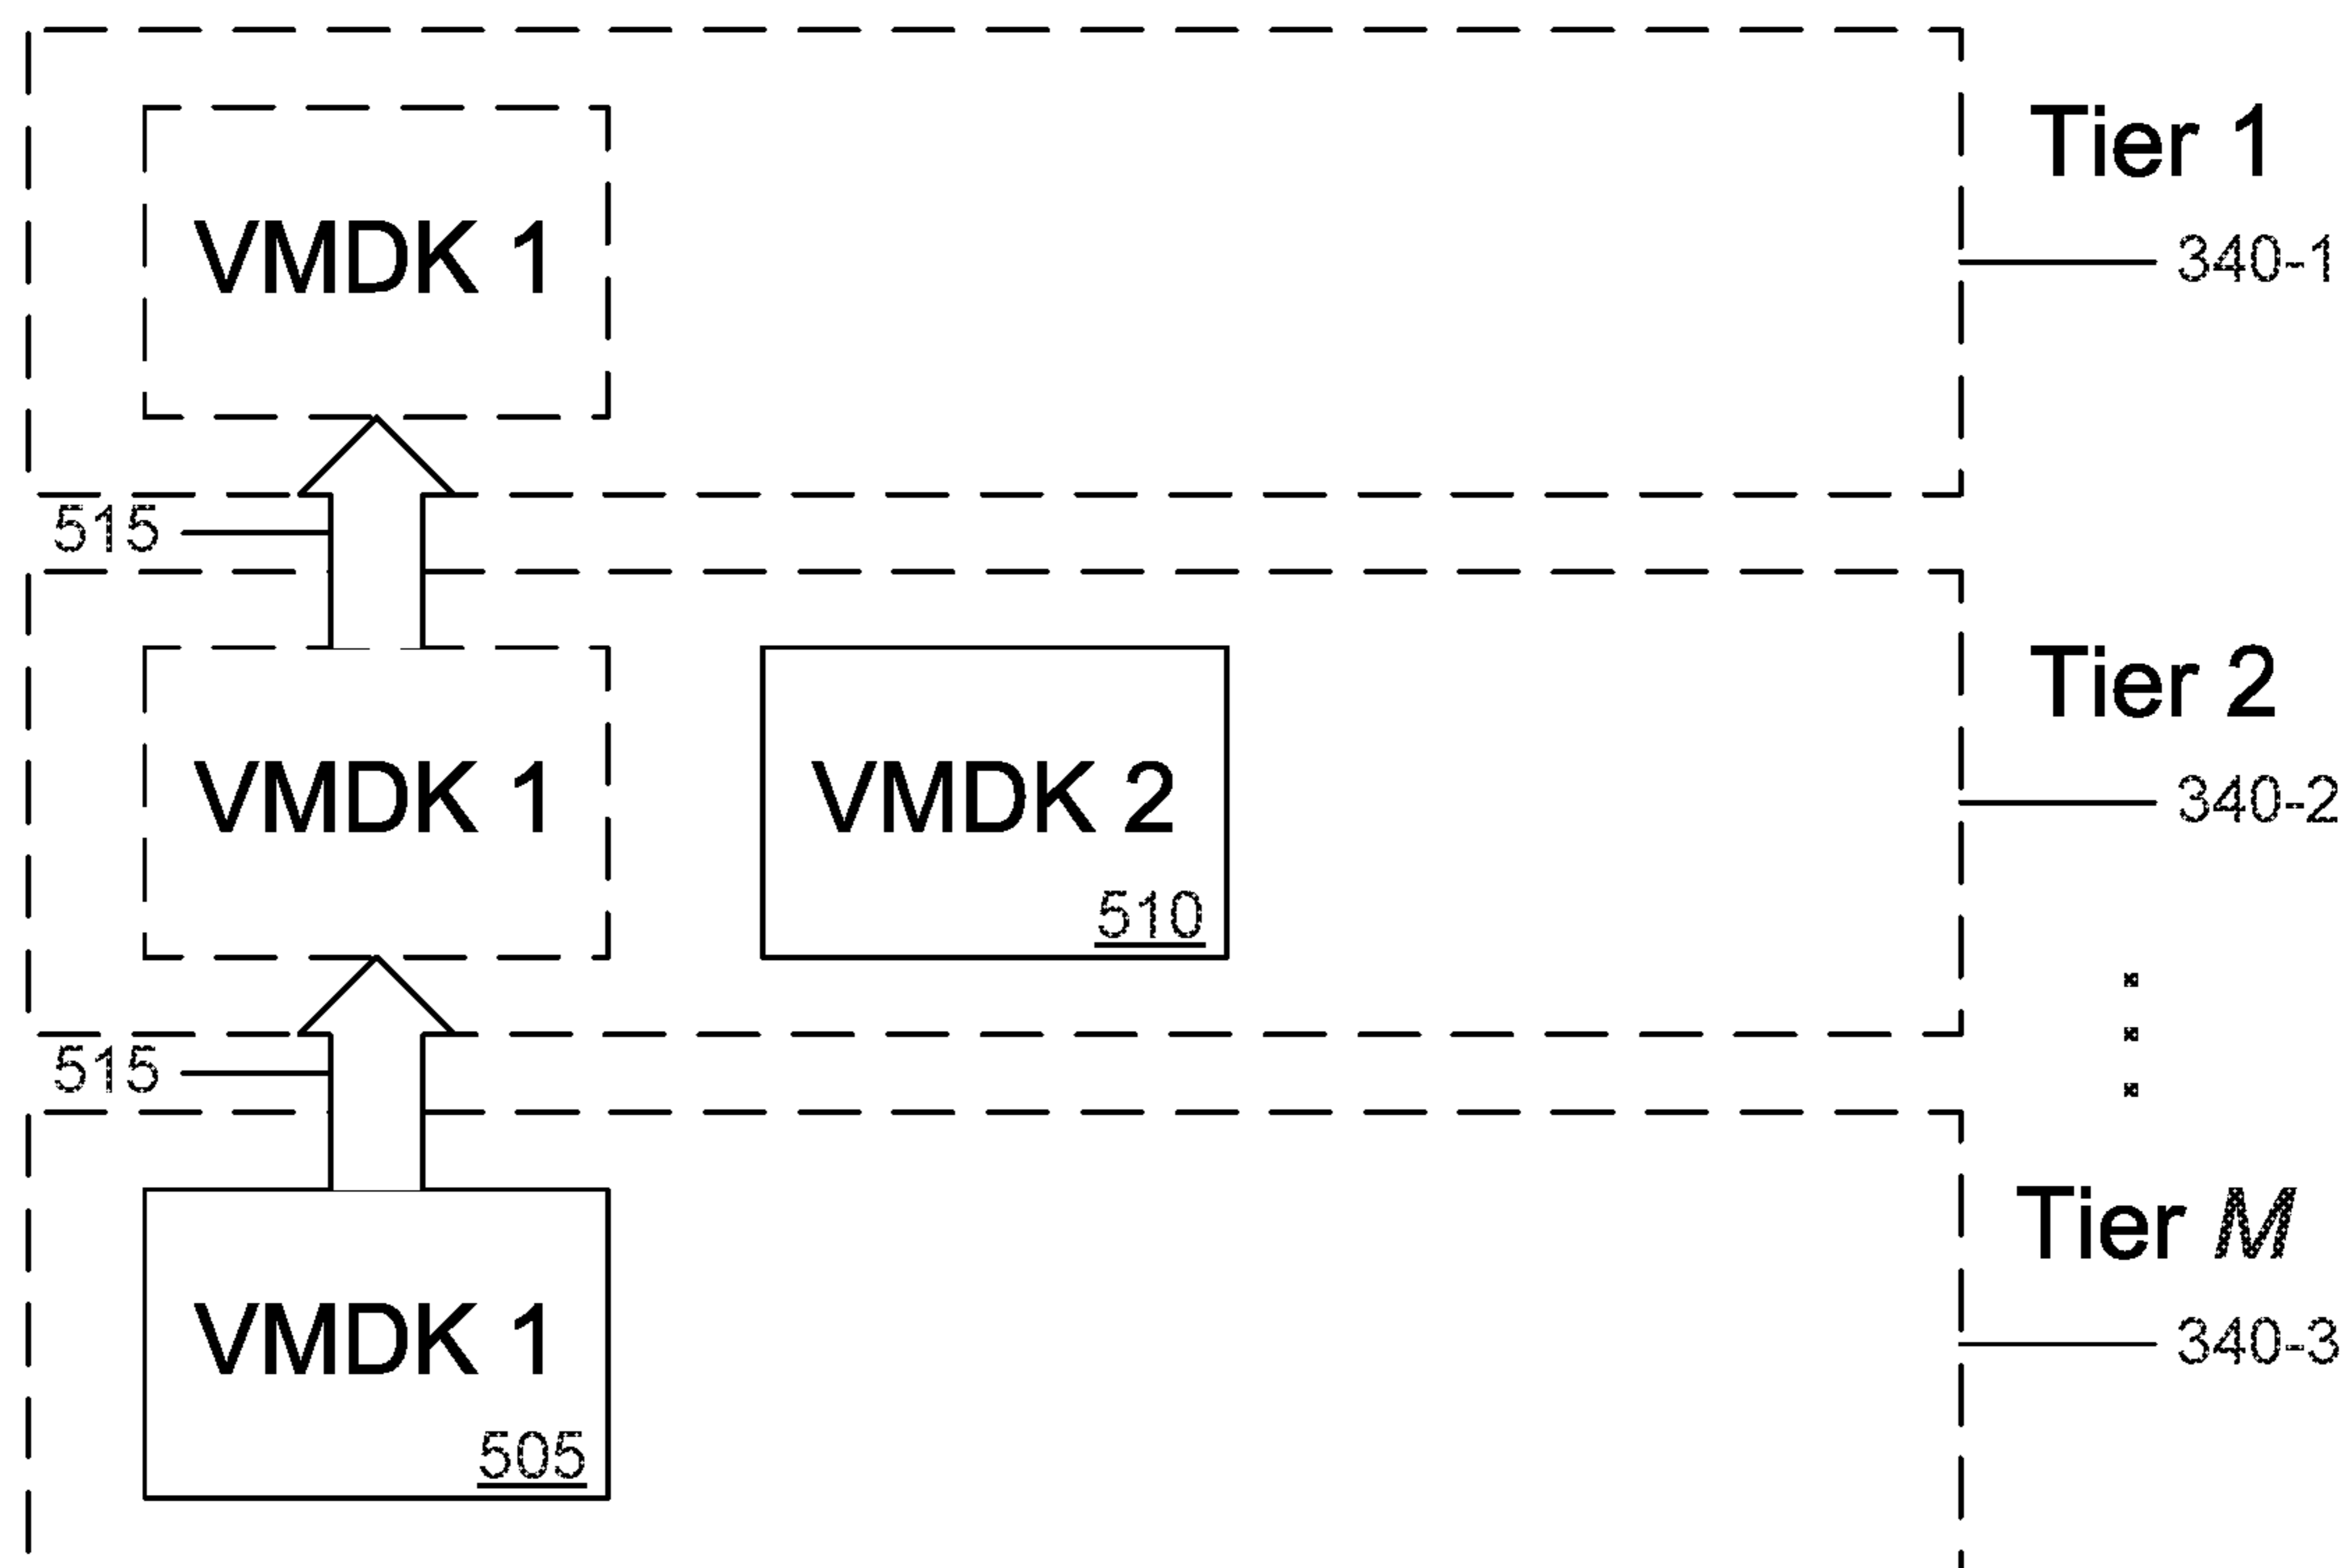 Tier 1
VMDK 1
340-1
515
Tier 2
VMDK 1
VMDK 2
340-2
510
515
Tier M
VMDK 1
340-3
505